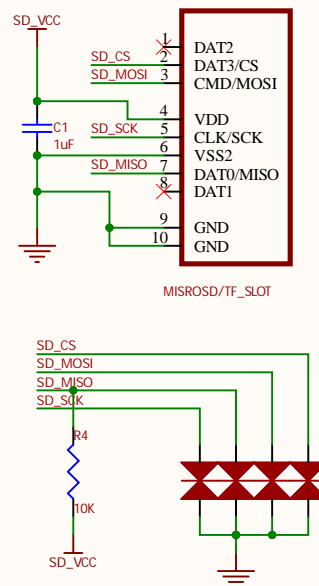 SD_VCC
1 DAT2
SD_CS 2 DAT3/CS
SD_MOSI 3 CMD/MOSI
4 VDD
C1
SD_SCK 5 CLK/SCK
1uF
6 VSS2
SD_MISO 7 DAT0/MISO
8 DAT1
9 GND
10 GND
MISROSD/TF_SLOT
SD_CS
SD_MOSI
SD_MISO
SD_SCK
R4
10K
SD_VCC